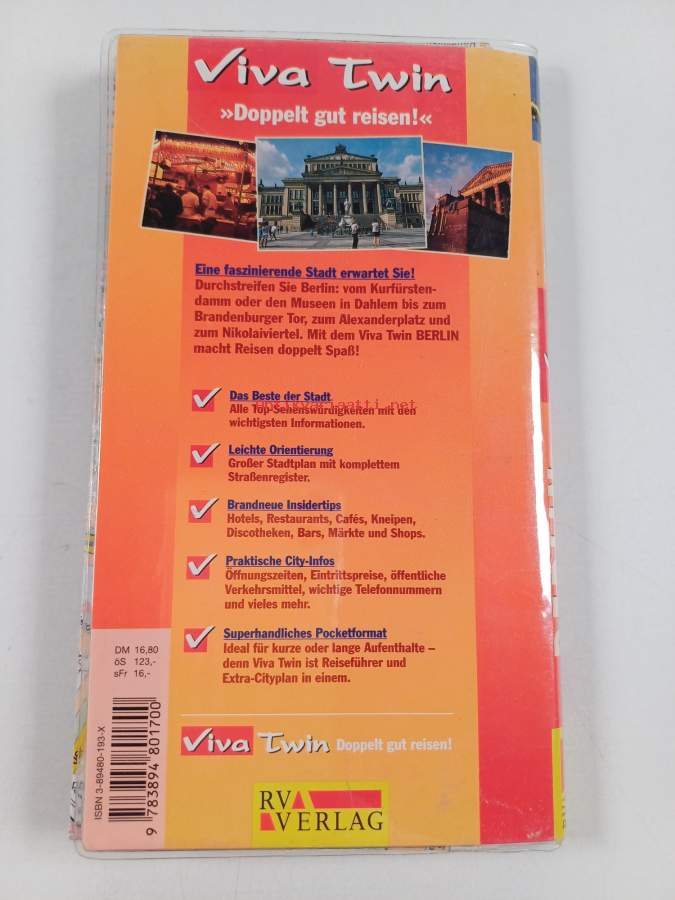 Viva Twin
»Doppelt gut reisen!«
Eine faszinierende Stadt erwartet Sie!
Durchstreifen Sie Berlin: vom Kurfürsten-
damm oder den Museen in Dahlem bis zum
Brandenburger Tor, zum Alexanderplatz und
zum Nikolaiviertel. Mit dem Viva Twin BERLIN
macht Reisen doppelt Spaß!
Das Beste der Stadt
Alle Top-Sehenswürdigkeiten mit den
wichtigsten Informationen.
Leichte Orientierung
Großer Stadtplan mit komplettem
Straßenregister.
Brandneue Insidertips
Hotels, Restaurants, Cafés, Kneipen,
Discotheken, Bars, Märkte und Shops.
Praktische City-Infos
Öffnungszeiten, Eintrittspreise, öffentliche
Verkehrsmittel, wichtige Telefonnummern
und vieles mehr.
Superhandliches Pocketformat
Ideal für kurze oder lange Aufenthalte –
denn Viva Twin ist Reiseführer und
Extra-Cityplan in einem.
DM 16,80
öS 123,-
sFr 16,-
ISBN 3-89480-193-X
9 783894 801700
Viva Twin Doppelt gut reisen!
RV
VERLAG